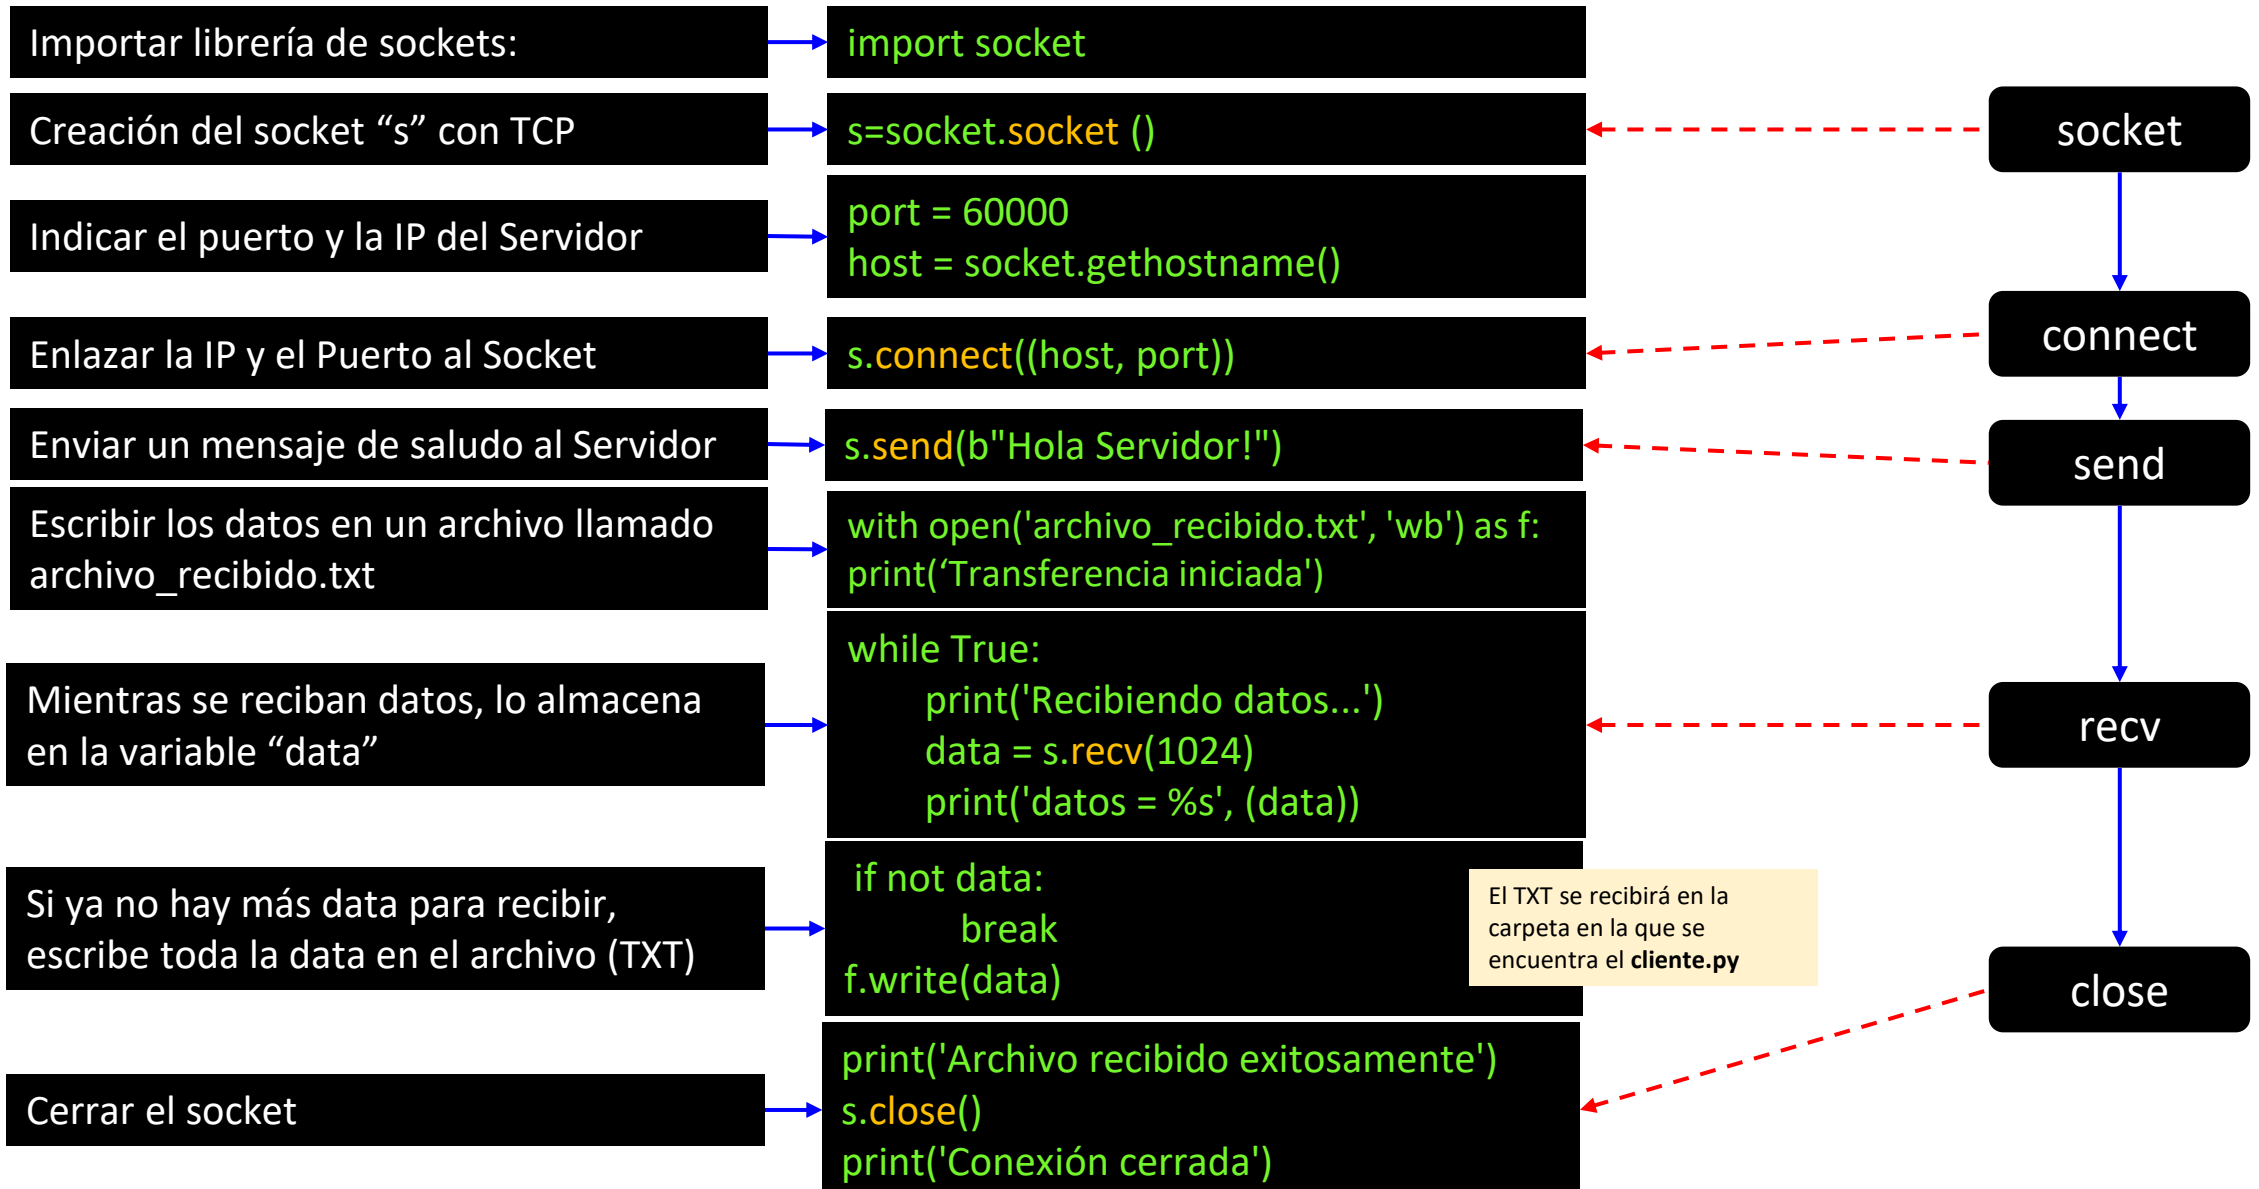 Importar librería de sockets:
import socket
Creación del socket “s” con TCP
s=socket.socket ()
socket
Indicar el puerto y la IP del Servidor
port = 60000
host = socket.gethostname()
Enlazar la IP y el Puerto al Socket
s.connect((host, port))
connect
Enviar un mensaje de saludo al Servidor
s.send(b"Hola Servidor!")
send
Escribir los datos en un archivo llamado
archivo_recibido.txt
with open('archivo_recibido.txt', 'wb') as f:
print(‘Transferencia iniciada')
Mientras se reciban datos, lo almacena
en la variable “data”
while True:
print('Recibiendo datos...')
data = s.recv(1024)
print('datos = %s', (data))
recv
Si ya no hay más data para recibir,
escribe toda la data en el archivo (TXT)
if not data:
break
f.write(data)
El TXT se recibirá en la
carpeta en la que se
encuentra el cliente.py
close
Cerrar el socket
print('Archivo recibido exitosamente')
s.close()
print('Conexión cerrada')